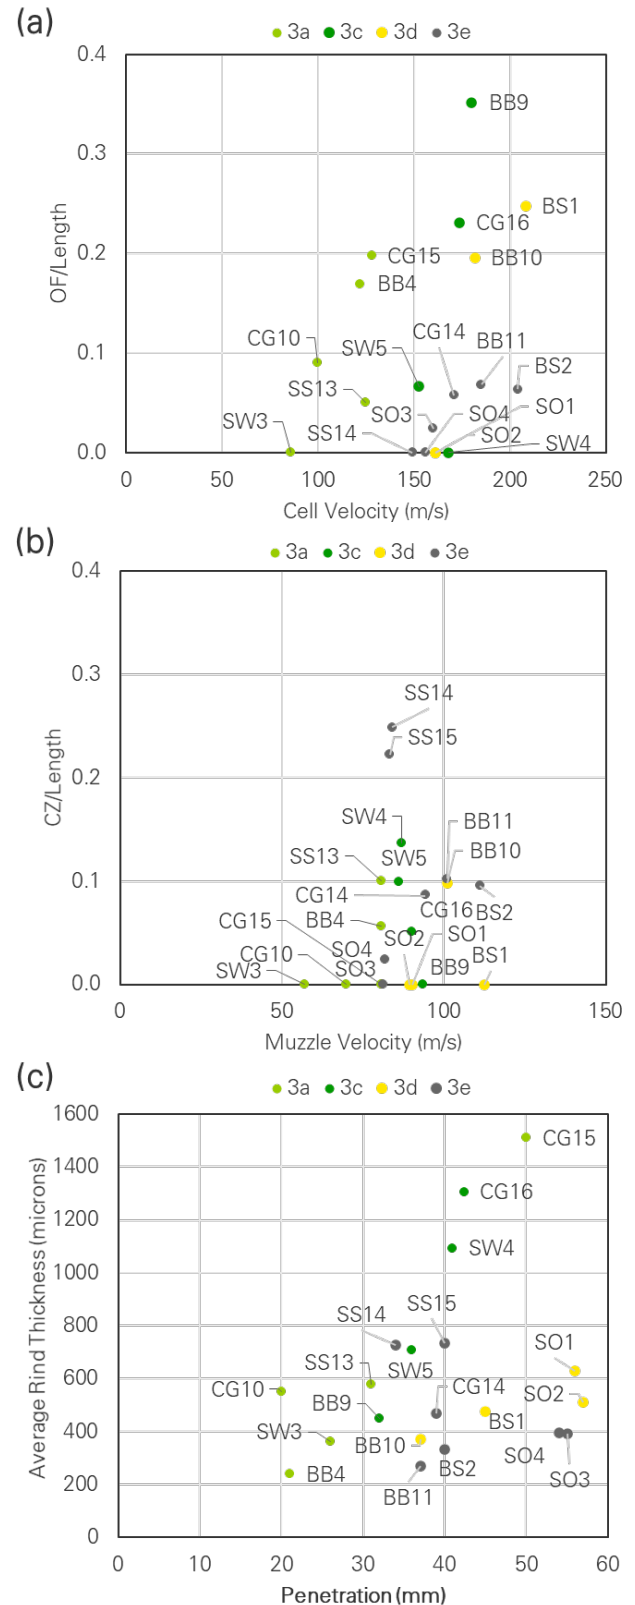 (a)
3a 3c 3d 3e
0.4
BB9
0.3
BS1
CG16
OF/Length
0.2
CG15
BB10
BB4
CG14
BB11
CG10
SW5
BS2
0.1
SS13
SO3
SO4
SO1
SW3
SS14
SO2
SW4
0.0
0 50 100 150 200 250
Cell Velocity (m/s)
(b)
3a 3c 3d 3e
0.4
0.3
SS14
SS15
CZ/Length
0.2
SW4
BB11
SS13
SW5
BB10
0.1
CG14
CG15
BB4
CG16
BS2
SO2
SO1
CG10
SO4
BS1
SW3
SO3
BB9
0.0
0 50 100 150
Muzzle Velocity (m/s)
(c)
3a 3c 3d 3e
1600
CG15
1400
CG16
1200
SW4
1000
Average Rind Thickness (microns)
800
SS14
SS15
SO1
600
SS13
SW5
CG10
CG14
SO2
BB9
BS1
400
SW3
BB10
SO4
BB4
BS2
SO3
200
BB11
0
0 10 20 30 40 50 60
Penetration (mm)